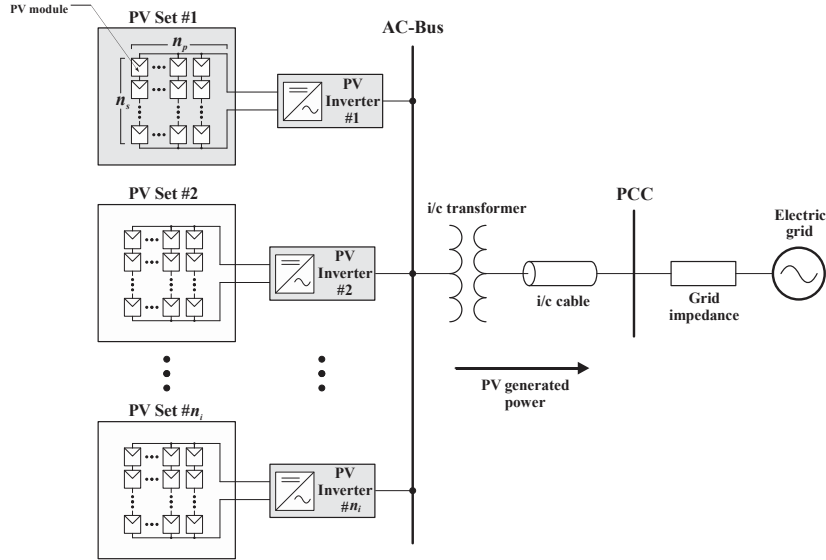 PV module
PV Set #1
n_p
n_s
PV
Inverter
#1
AC-Bus
PV Set #2
PV
Inverter
#2
i/c transformer
i/c cable
PCC
Grid
impedance
Electric
grid
PV generated
power
PV Set #n_i
PV
Inverter
#n_i